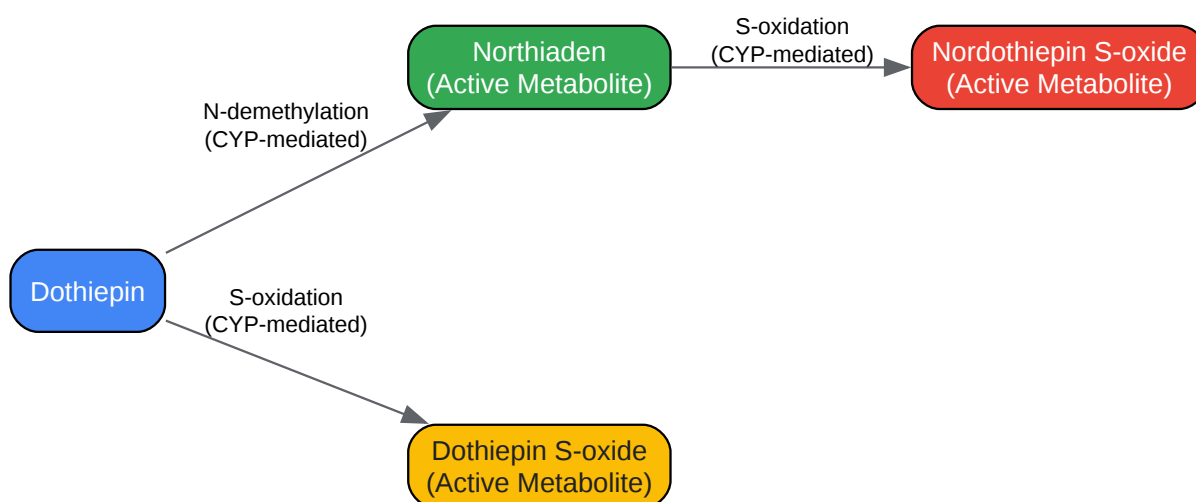 Northiaden
(Active Metabolite)
S-oxidation
(CYP-mediated)
Nordothiepin S-oxide
(Active Metabolite)
N-demethylation
(CYP-mediated)
Dothiepin
S-oxidation
(CYP-mediated)
Dothiepin S-oxide
(Active Metabolite)